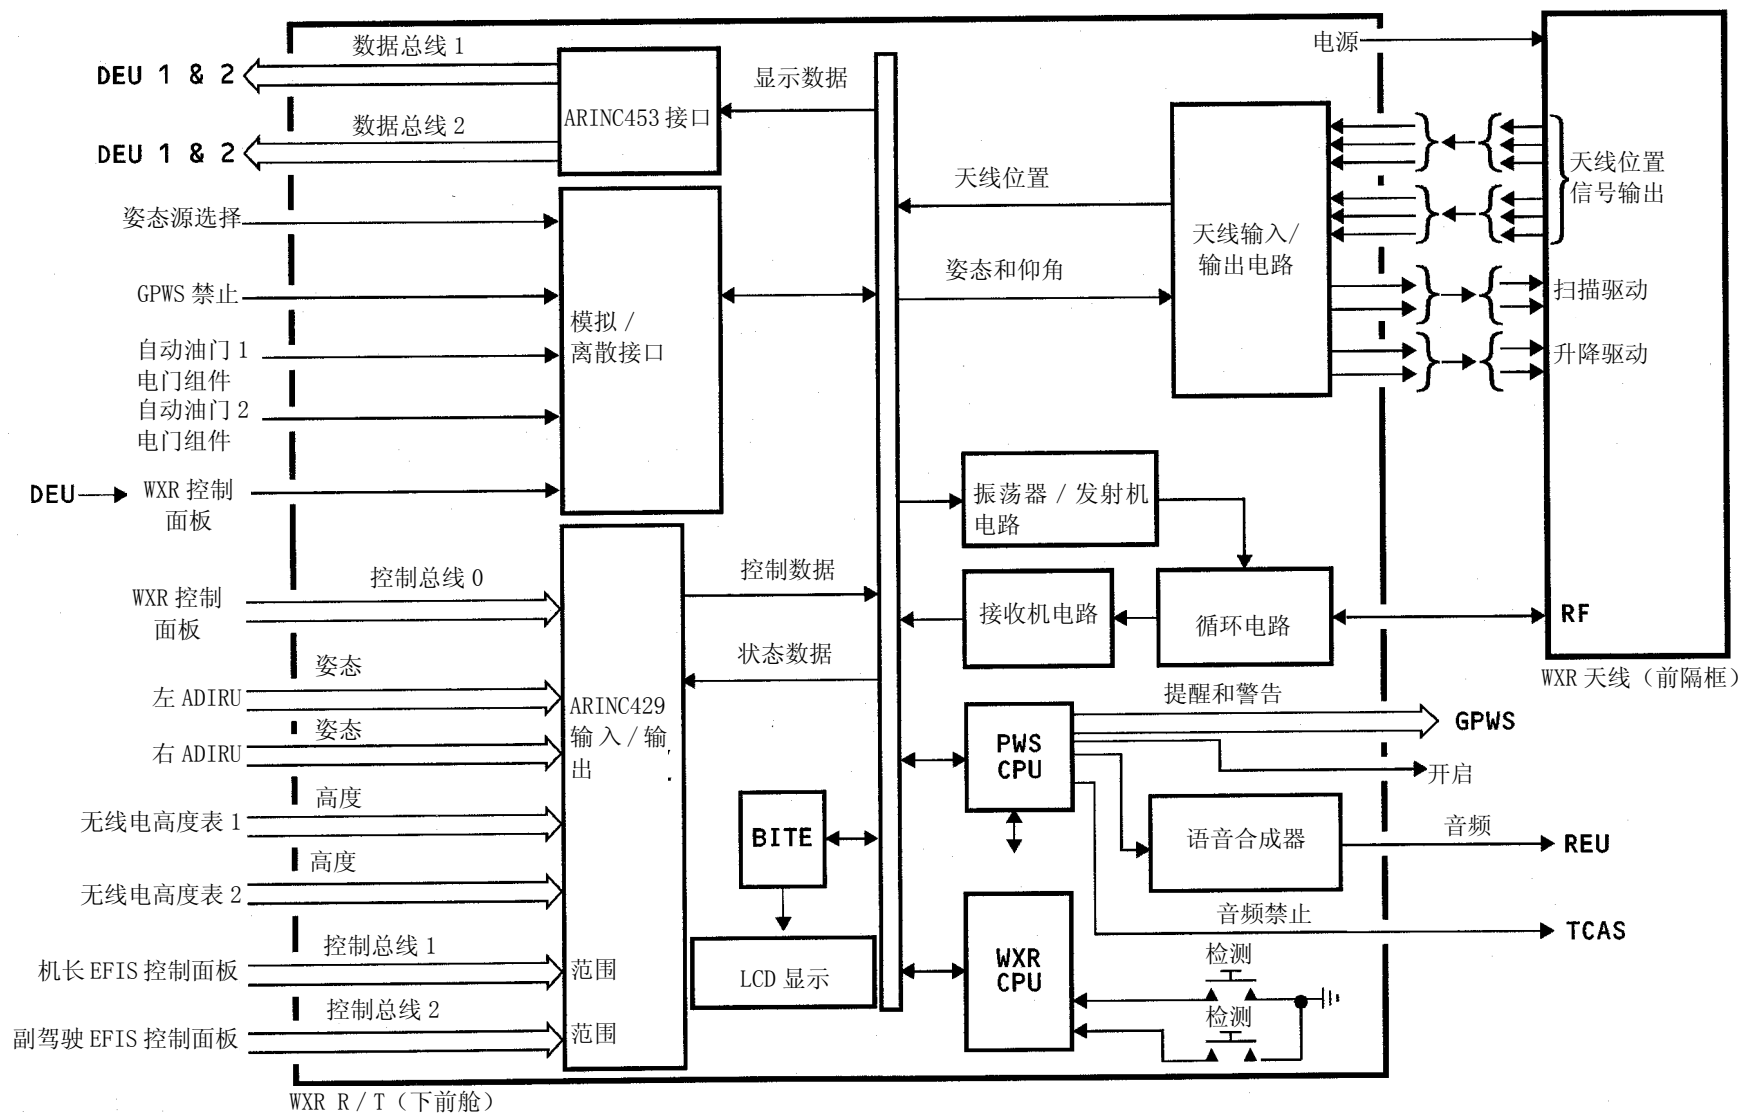 数据总线 1
DEU 1 & 2
数据总线 2
DEU 1 & 2
ARINC453 接口
显示数据
电源
天线位置
信号输出
天线位置
天线输入/
输出电路
姿态和仰角
扫描驱动
升降驱动
姿态源选择
GPWS 禁止
自动油门 1
电门组件
自动油门 2
电门组件
DEU
WXR 控制
面板
模拟 /
离散接口
振荡器 / 发射机
电路
接收机电路
循环电路
RF
WXR 天线（前隔框）
控制总线 0
WXR 控制
面板
控制数据
状态数据
姿态
左 ADIRU
姿态
右 ADIRU
ARINC429
输入/输
出
高度
无线电高度表 1
高度
无线电高度表 2
控制总线 1
机长 EFIS 控制面板
范围
控制总线 2
副驾驶 EFIS 控制面板
范围
BITE
LCD 显示
PWS
CPU
提醒和警告
GPWS
开启
语音合成器
音频
REU
音频禁止
TCAS
WXR
CPU
检测
检测
WXR R / T（下前舱）